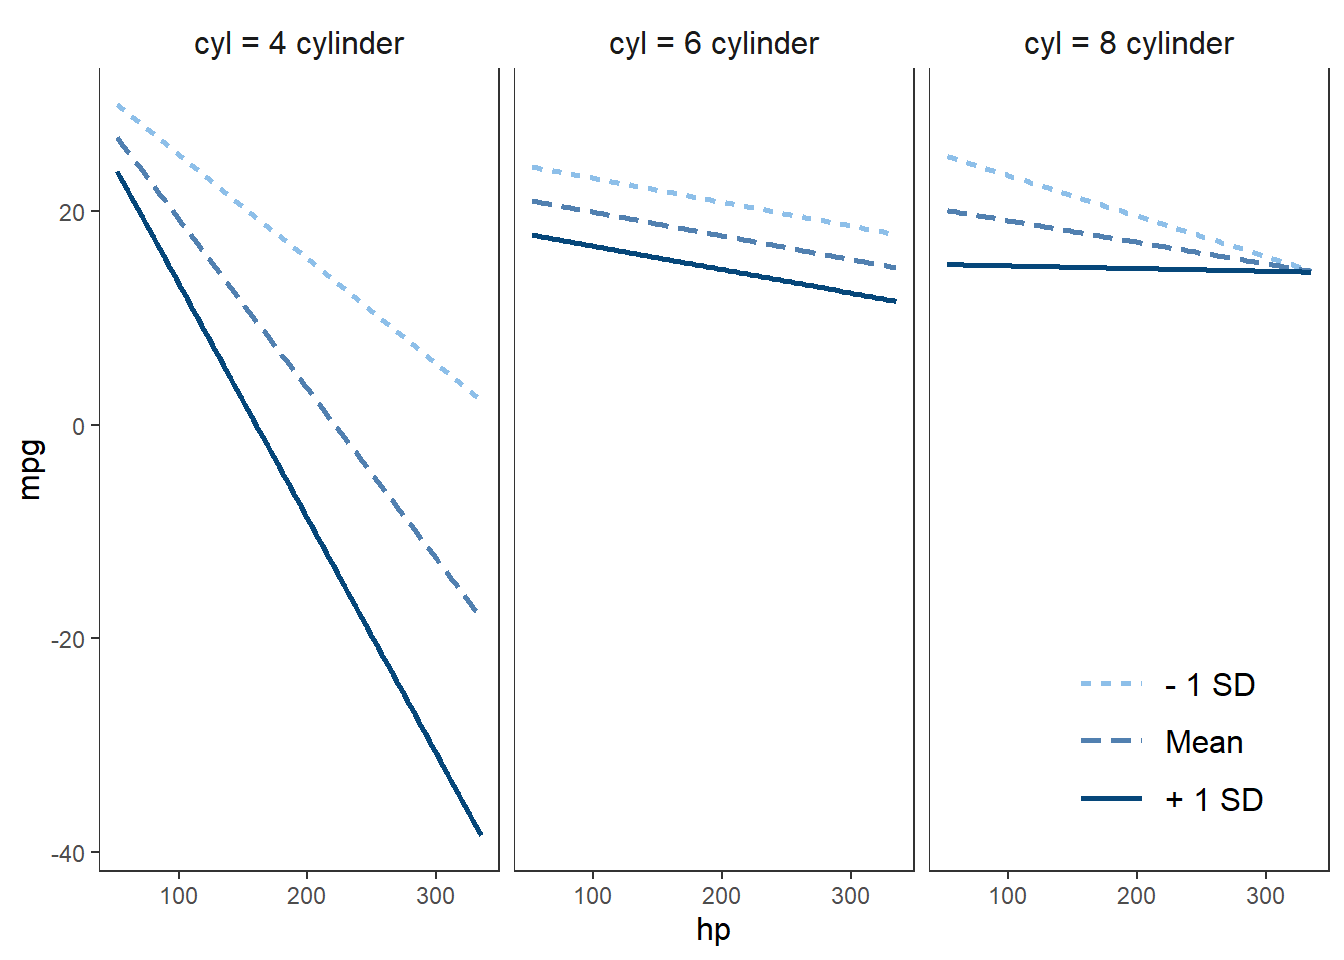 cyl = 4 cylinder
cyl = 6 cylinder
cyl = 8 cylinder
mpg
20
0
-20
-40
- 1 SD
Mean
+ 1 SD
100 200 300
100 200 300
100 200 300
hp